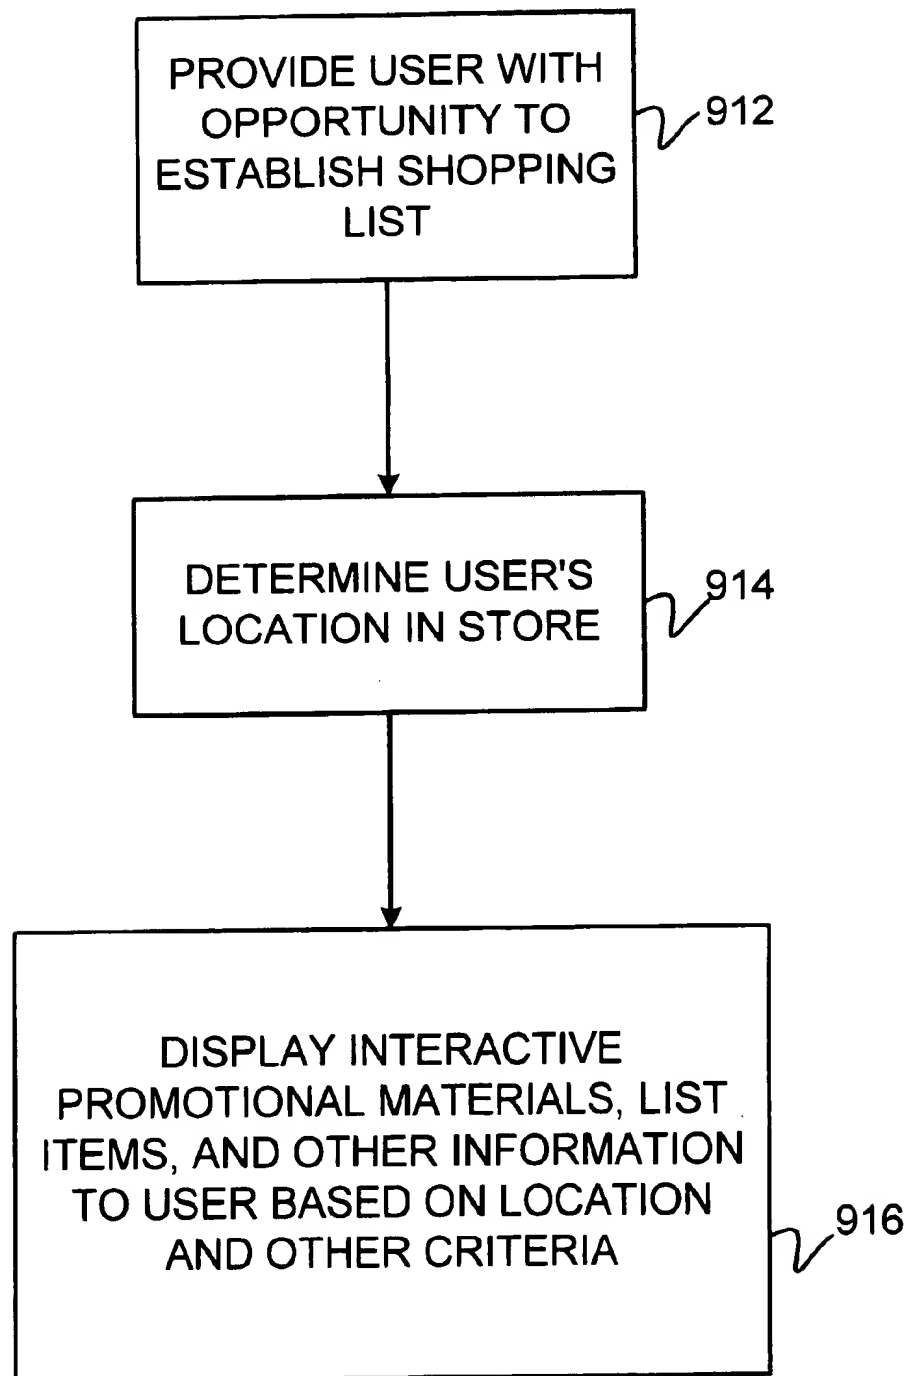 PROVIDE USER WITH
OPPORTUNITY TO
ESTABLISH SHOPPING
LIST
912
DETERMINE USER'S
LOCATION IN STORE
914
DISPLAY INTERACTIVE
PROMOTIONAL MATERIALS, LIST
ITEMS, AND OTHER INFORMATION
TO USER BASED ON LOCATION
AND OTHER CRITERIA
916